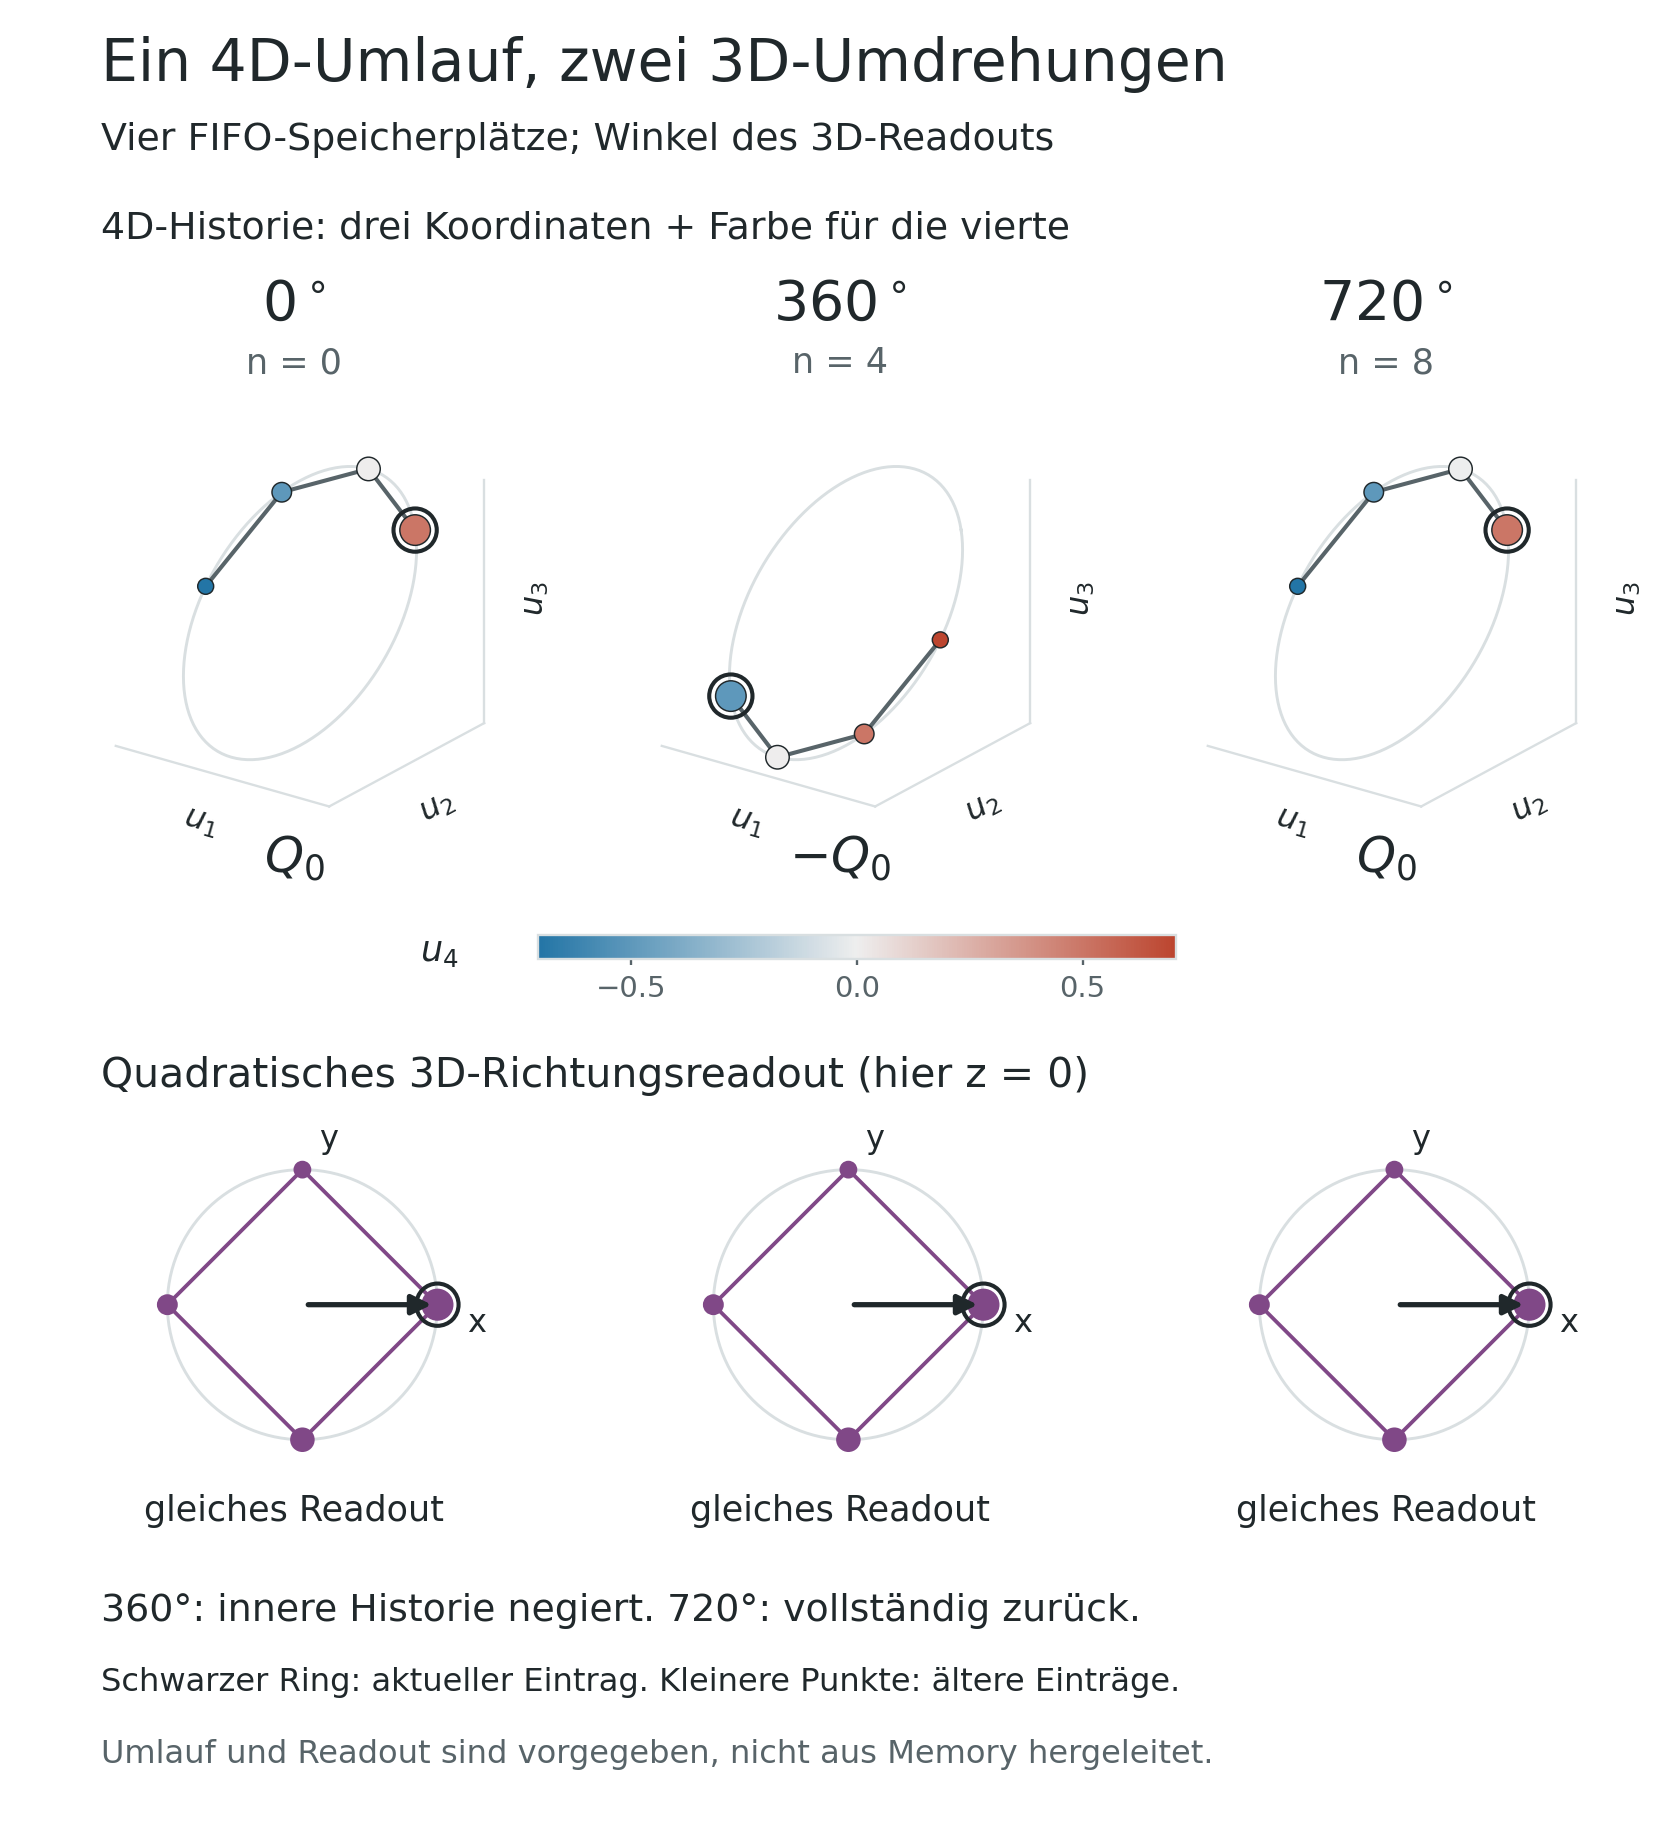 Ein 4D-Umlauf, zwei 3D-Umdrehungen
Vier FIFO-Speicherplätze; Winkel des 3D-Readouts
4D-Historie: drei Koordinaten + Farbe für die vierte
0° 360° 720°
n = 0 n = 4 n = 8
u₃ u₃ u₃
u₁ u₂ u₁ u₂ u₁ u₂
Q₀ −Q₀ Q₀
u₄
−0.5 0.0 0.5
Quadratisches 3D-Richtungsreadout (hier z = 0)
y y y
x x x
gleiches Readout gleiches Readout gleiches Readout
360°: innere Historie negiert. 720°: vollständig zurück.
Schwarzer Ring: aktueller Eintrag. Kleinere Punkte: ältere Einträge.
Umlauf und Readout sind vorgegeben, nicht aus Memory hergeleitet.